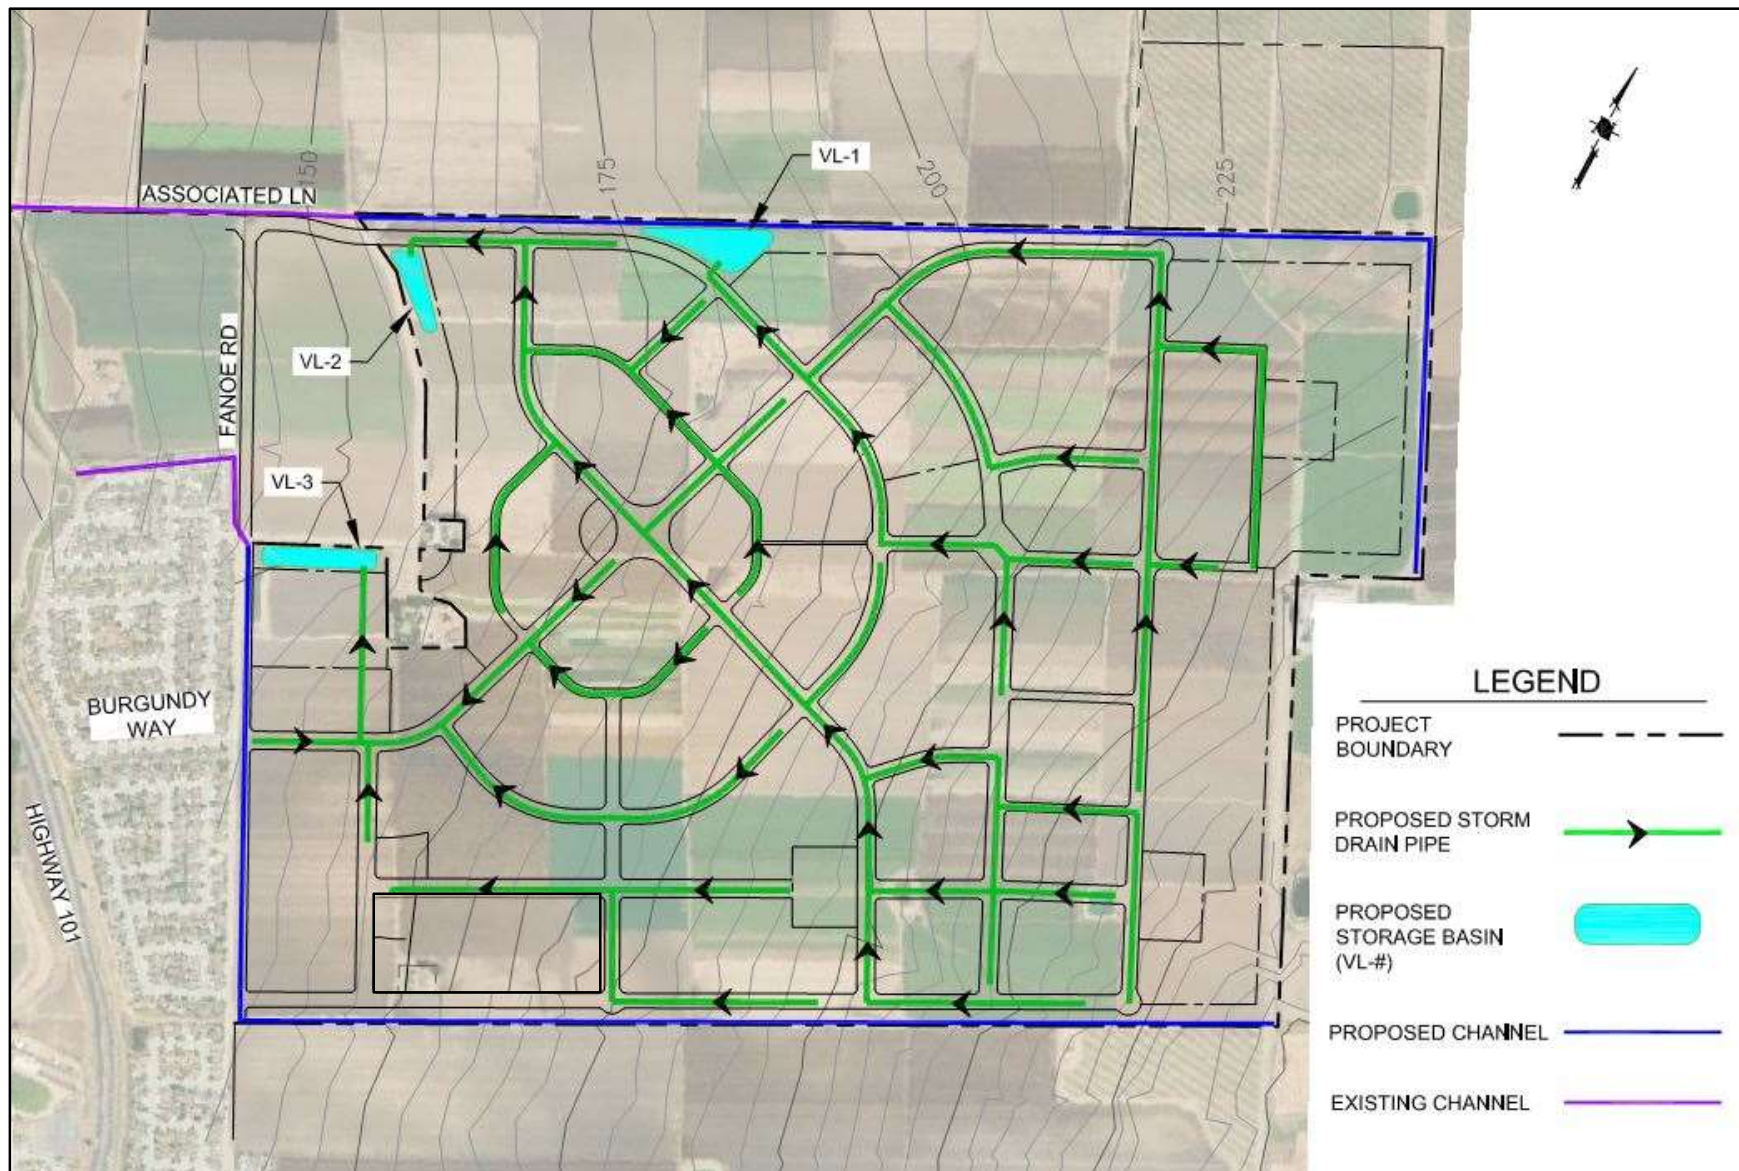 VL-1
150
175
200
225
ASSOCIATED LN
FANOE RD
VL-2
VL-3
BURGUNDY
WAY
HIGHWAY 101
LEGEND
PROJECT
BOUNDARY
PROPOSED STORM
DRAIN PIPE
PROPOSED
STORAGE BASIN
(VL-#)
PROPOSED CHANNEL
EXISTING CHANNEL